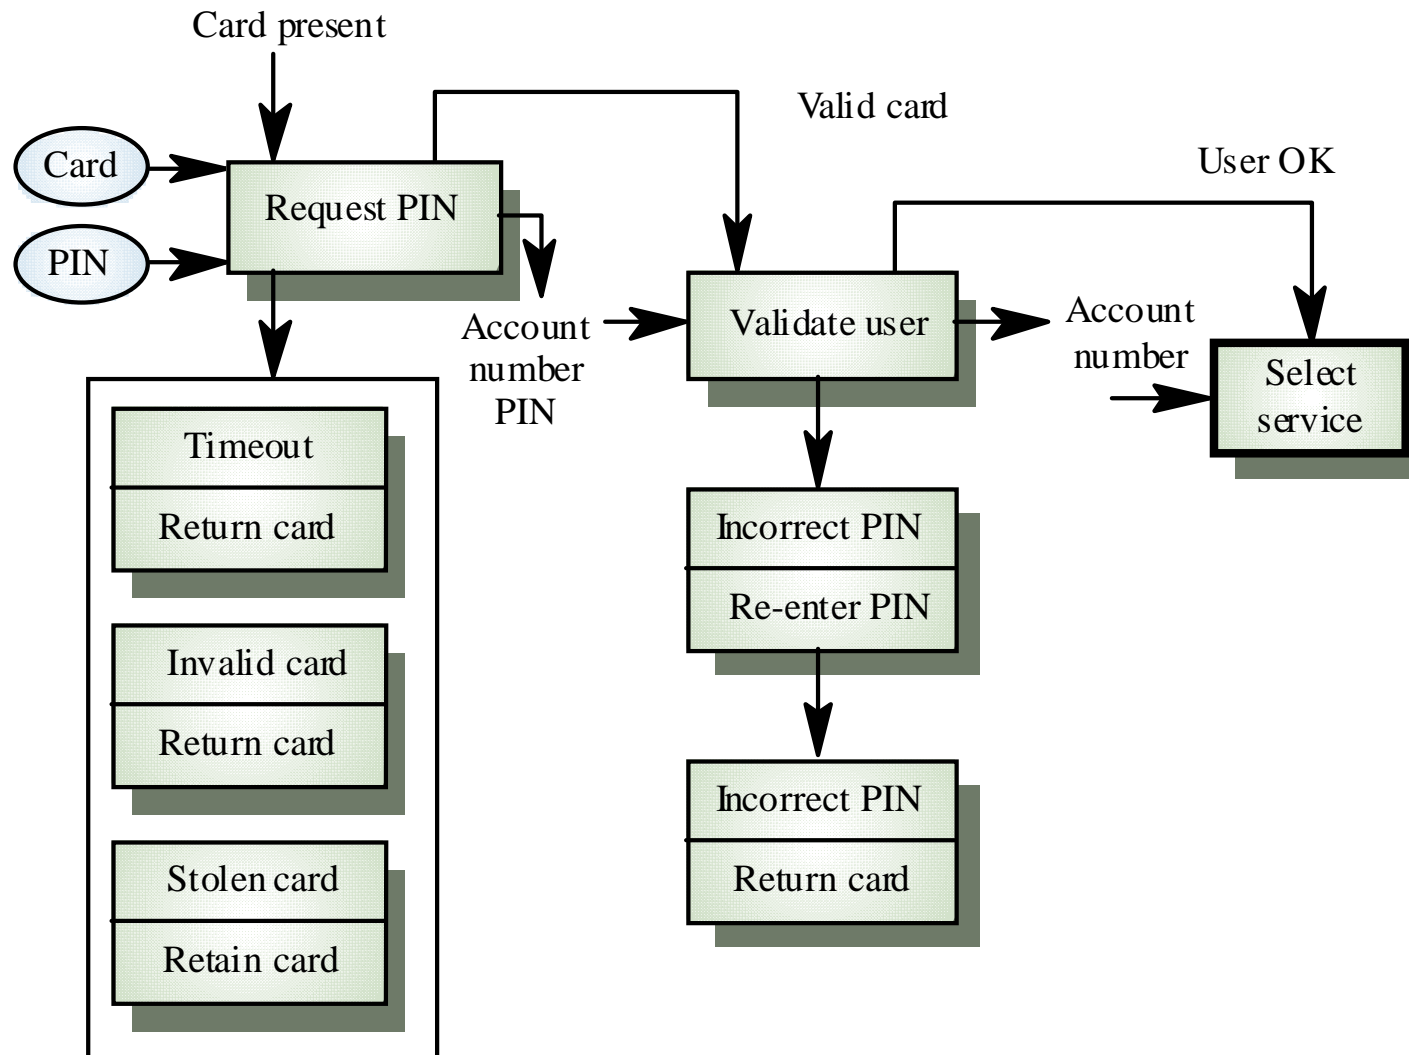 Card present
Valid card
User OK
Card
Request PIN
PIN
Account
number
PIN
Validate user
Account
number
Select
service
Timeout
Return card
Invalid card
Return card
Stolen card
Retain card
Incorrect PIN
Re-enter PIN
Incorrect PIN
Return card